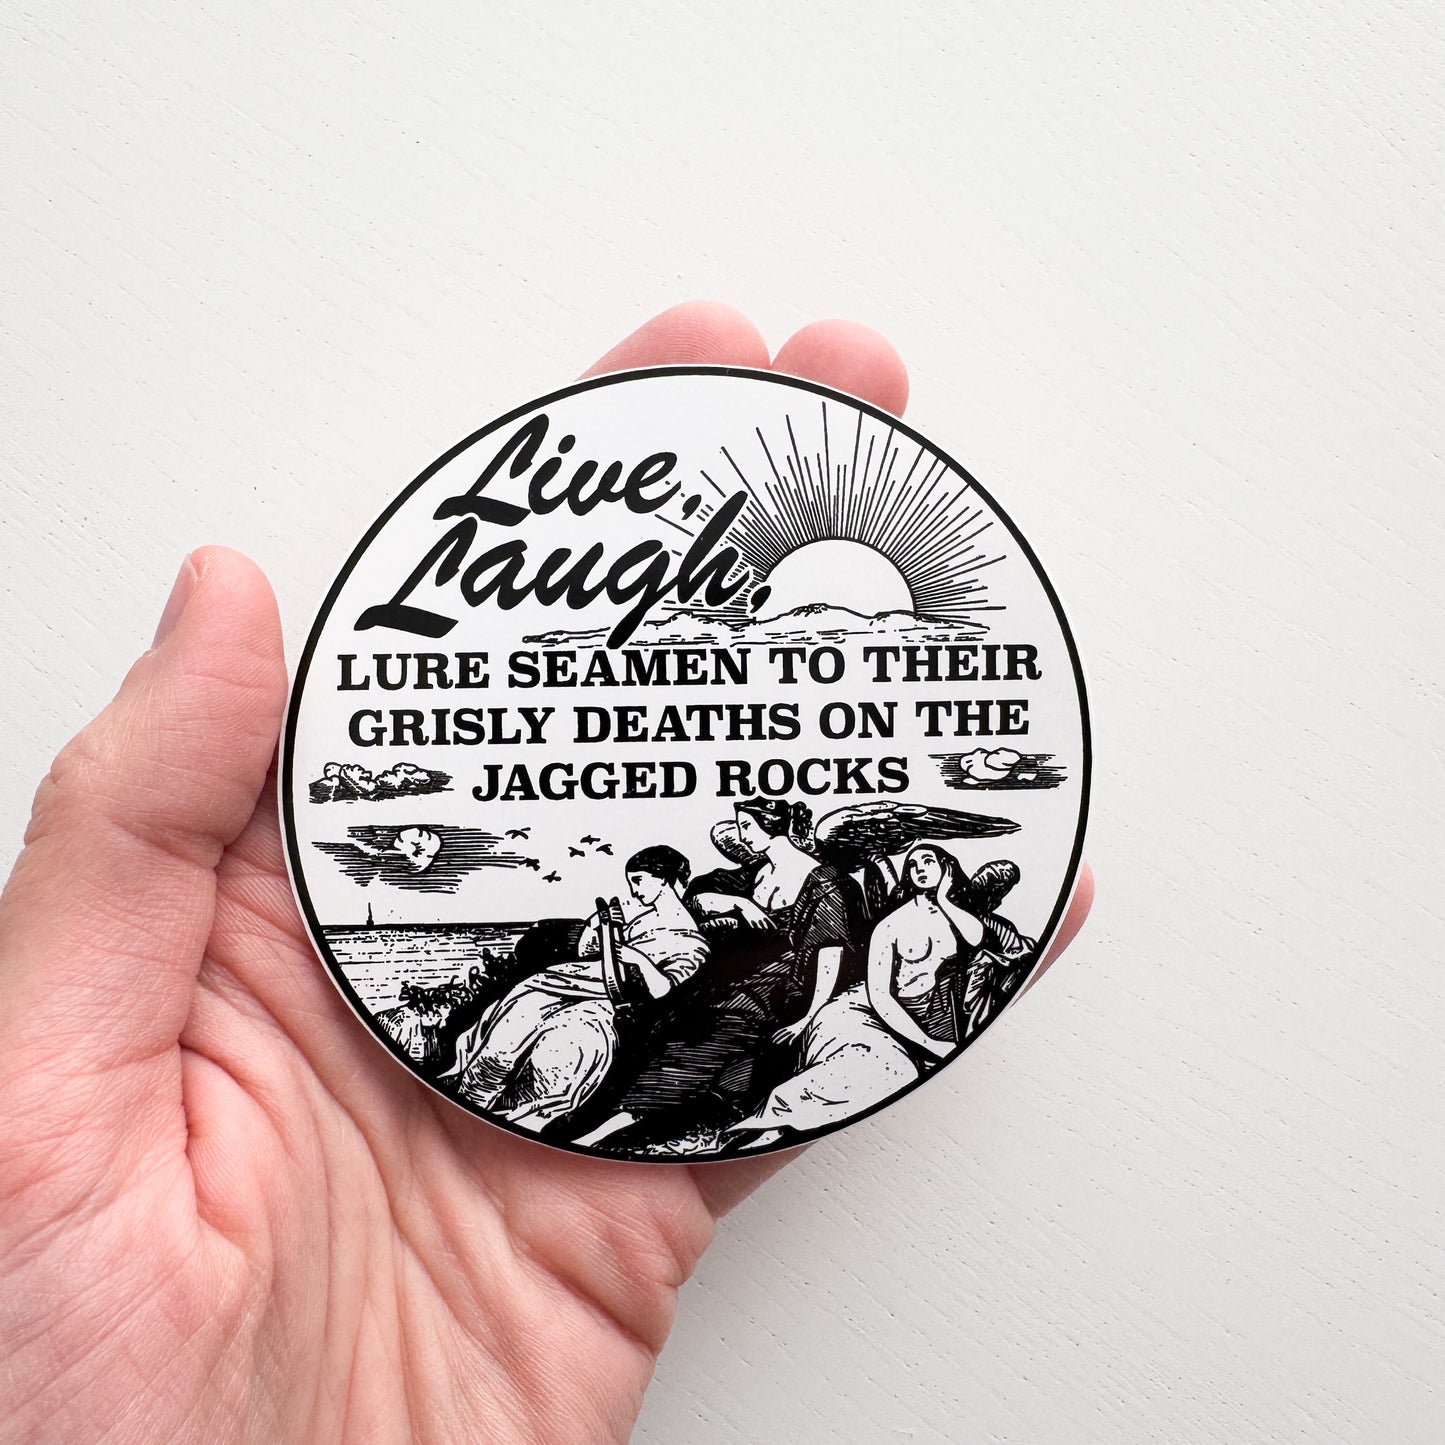 Live,
Laugh,
LURE SEAMEN TO THEIR
GRISLY DEATHS ON THE
JAGGED ROCKS